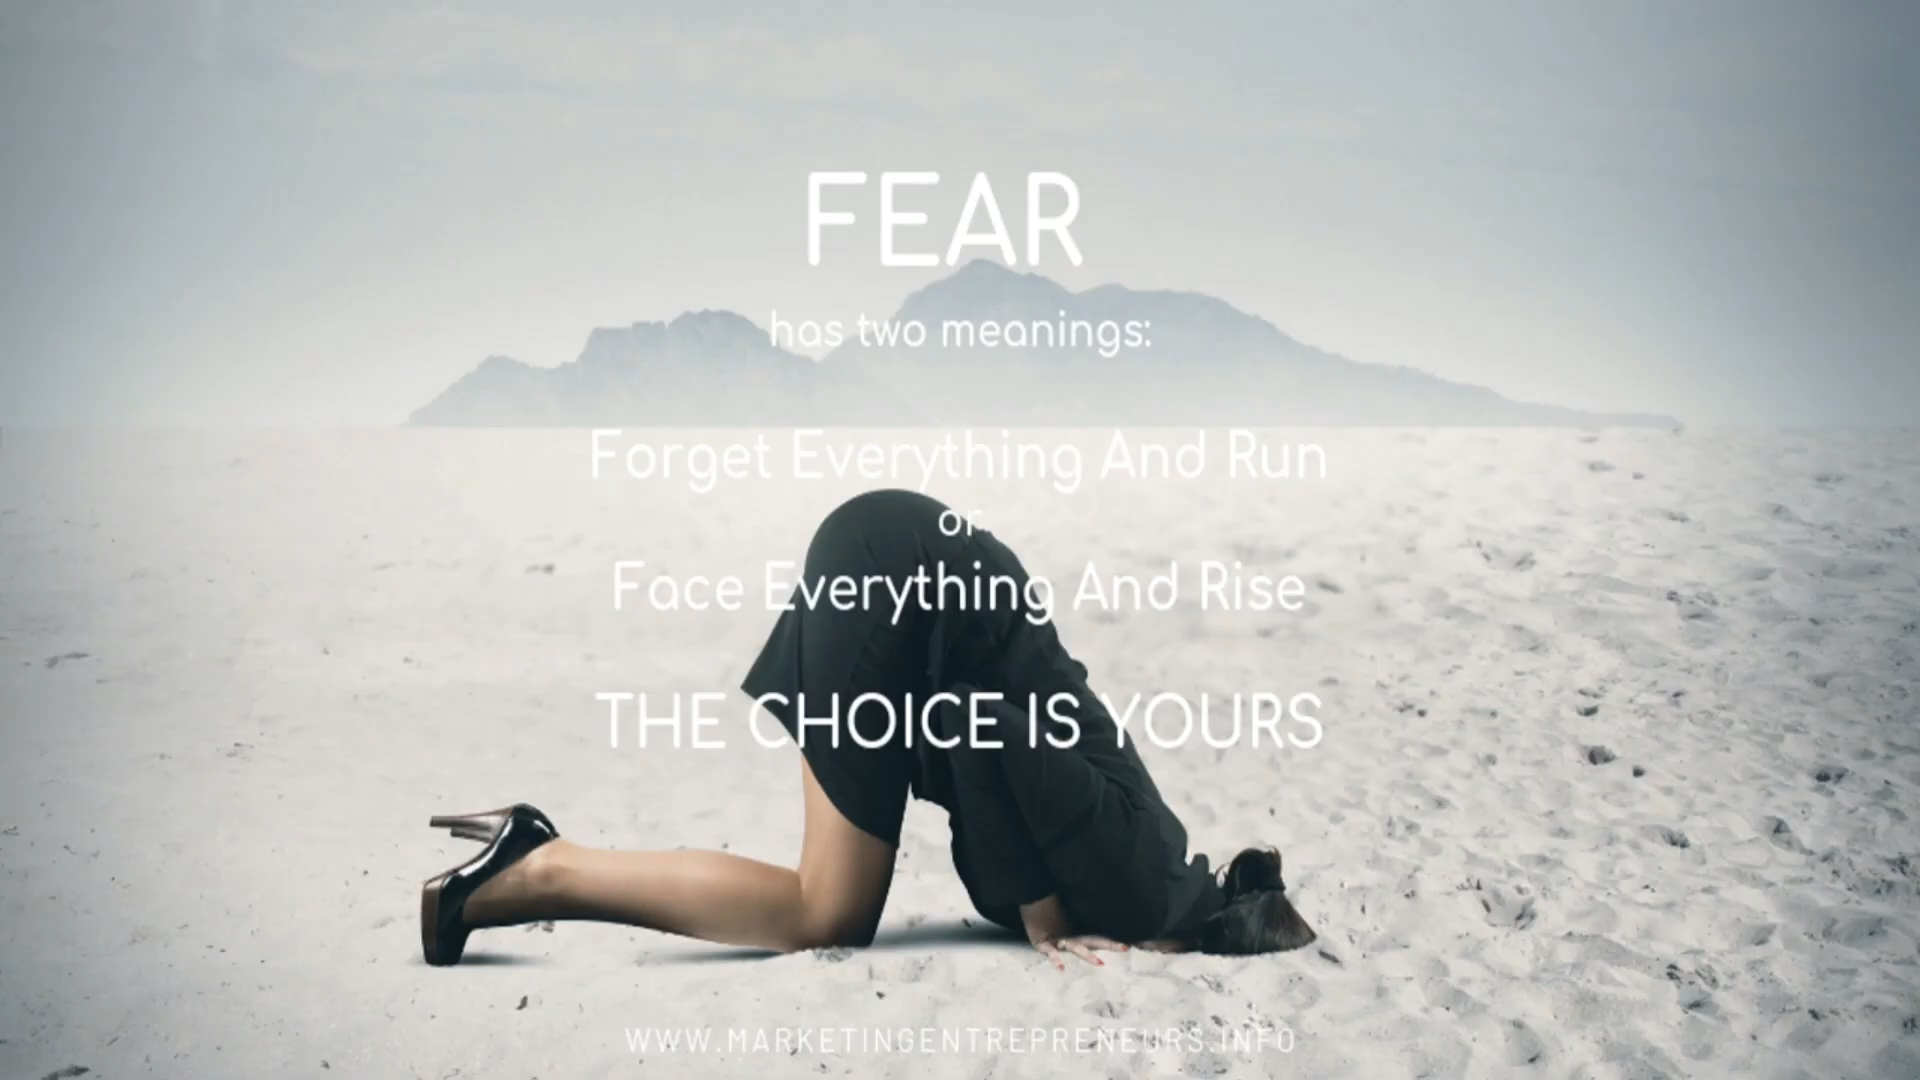 FEAR
has two meanings:
Forget Everything And Run
or
Face Everything And Rise
THE CHOICE IS YOURS
WWW.MARKETINGENTREPRENEURS.INFO